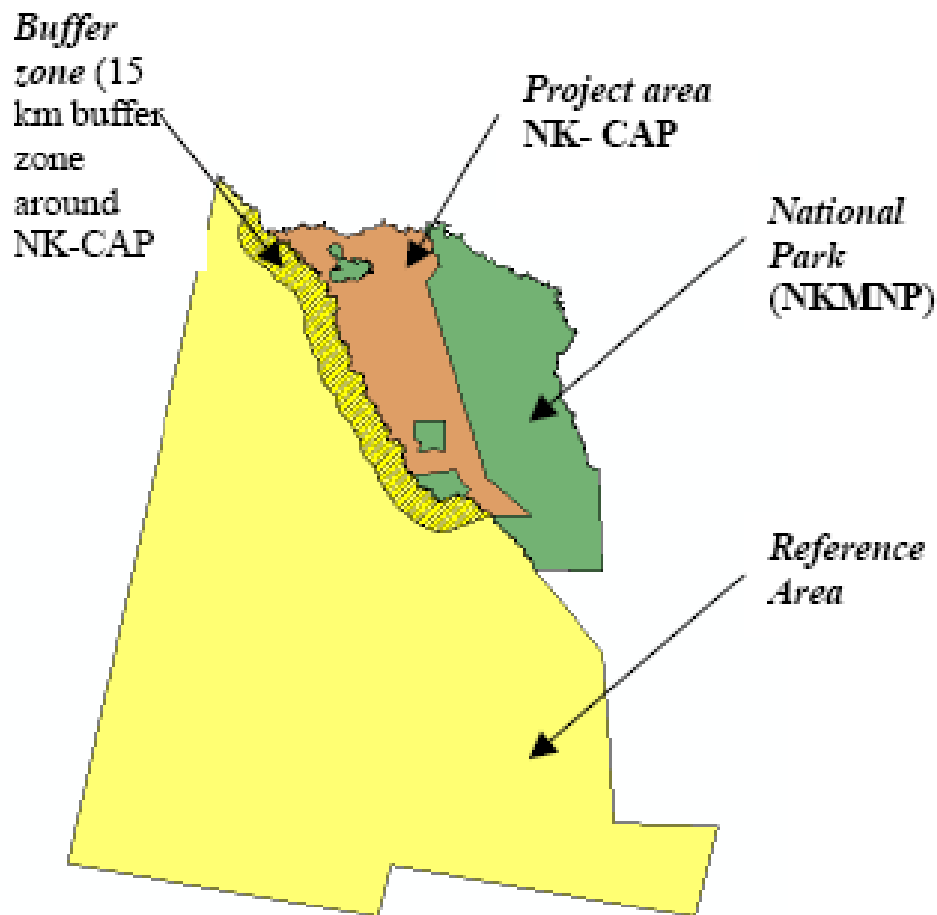 Buffer
zone (15
km buffer
zone
around
NK-CAP
Project area
NK- CAP
National
Park
(NKMNP)
Reference
Area